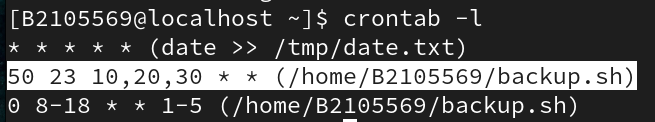 [B2105569@localhost ~]$ crontab -l
* * * * * (date >> /tmp/date.txt)
50 23 10,20,30 * * (/home/B2105569/backup.sh)
0 8-18 * * 1-5 (/home/B2105569/backup.sh)